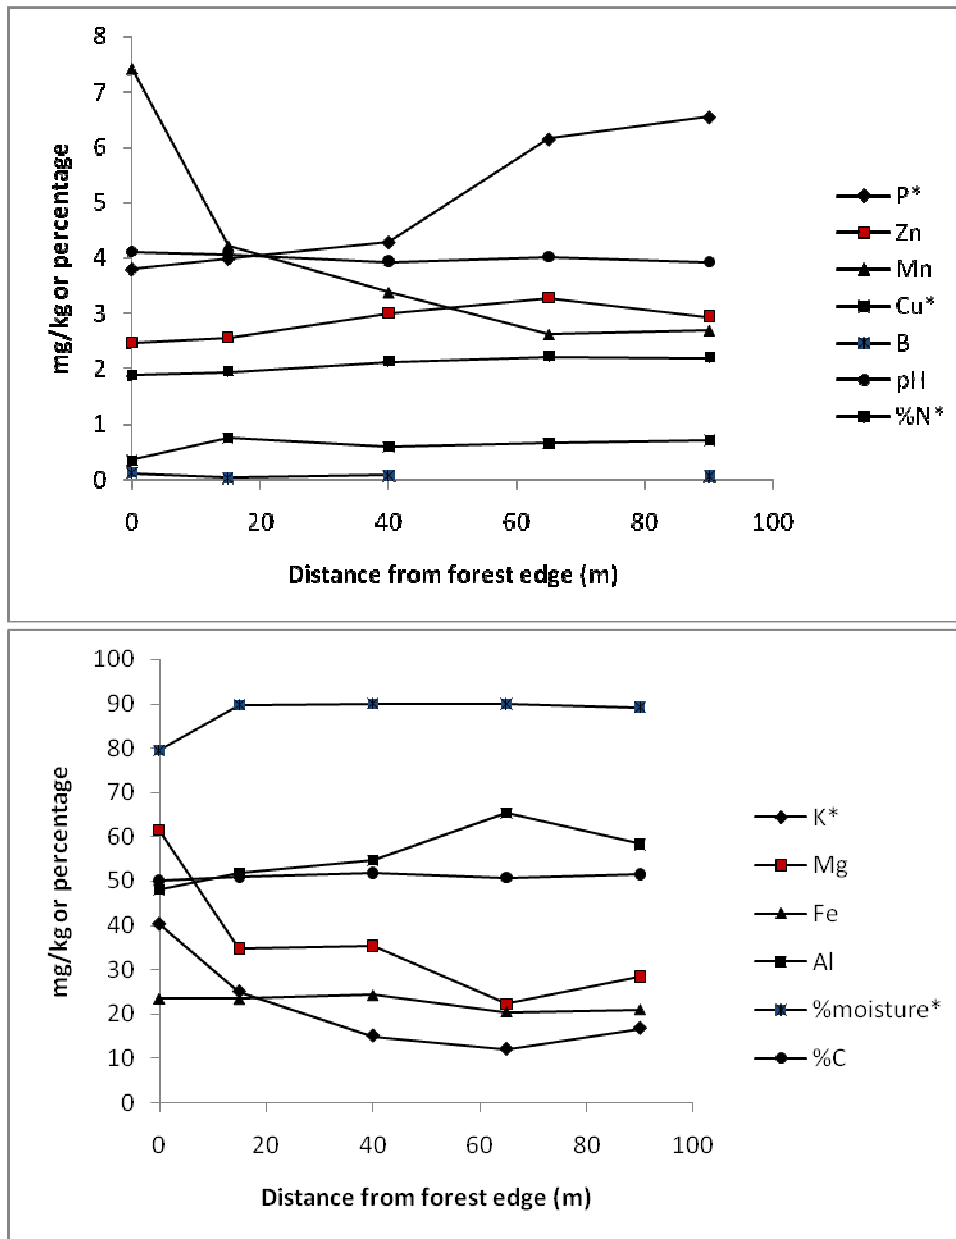 8
7
6
5
4
3
2
1
0
mg/kg or percentage
0 20 40 60 80 100
Distance from forest edge (m)
P*
Zn
Mn
Cu*
B
pH
%N*
100
90
80
70
60
50
40
30
20
10
0
mg/kg or percentage
0 20 40 60 80 100
Distance from forest edge (m)
K*
Mg
Fe
Al
%moisture*
%C